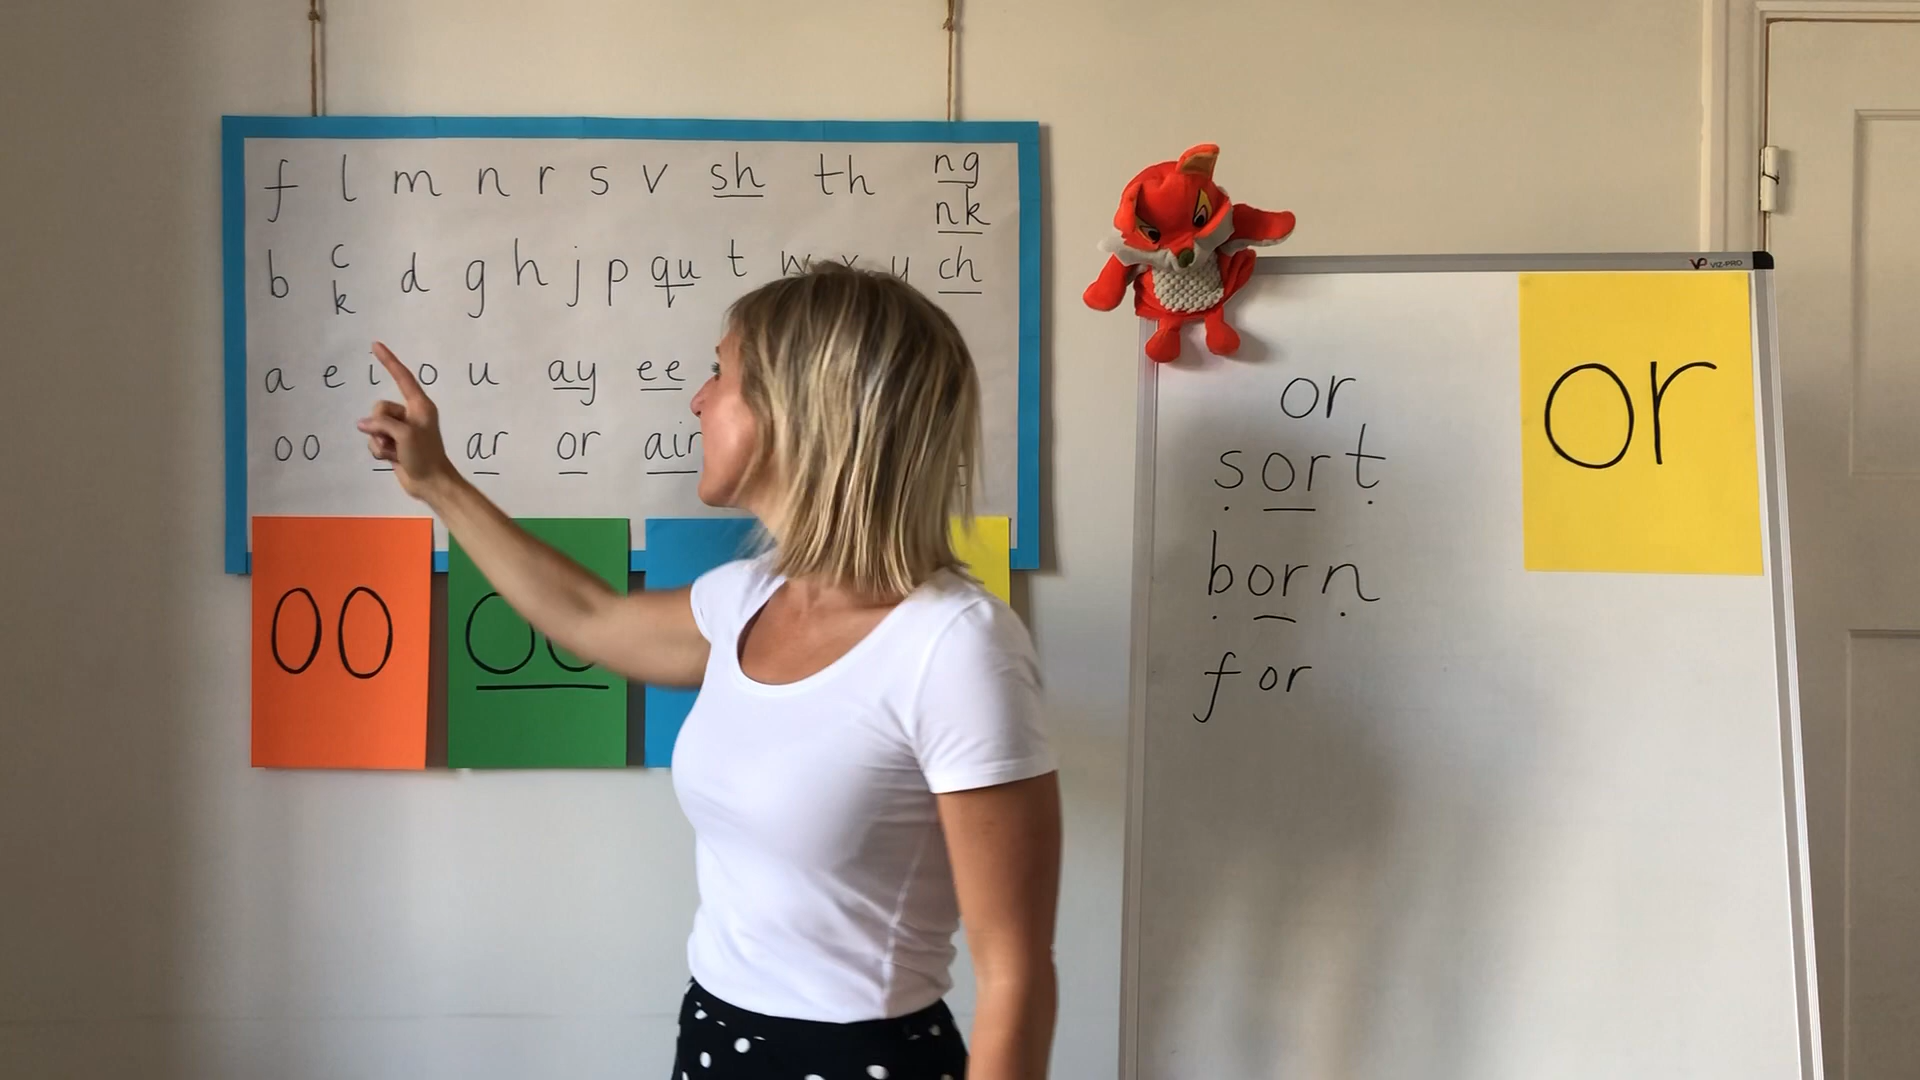 f l m n r s v sh th ng
nk
b c k d g h j p qu t w x y ch
a e i o u ay ee
oo ar or air
oo
oo
VIZ-PRO
or
or
sort
born
for